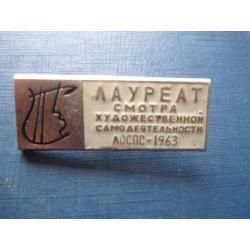 ЛАУРЕАТ
СМОТРА
ХУДОЖЕСТВЕННОЙ
САМОДЕЯТЕЛЬНОСТИ
ЛОСПС-1963